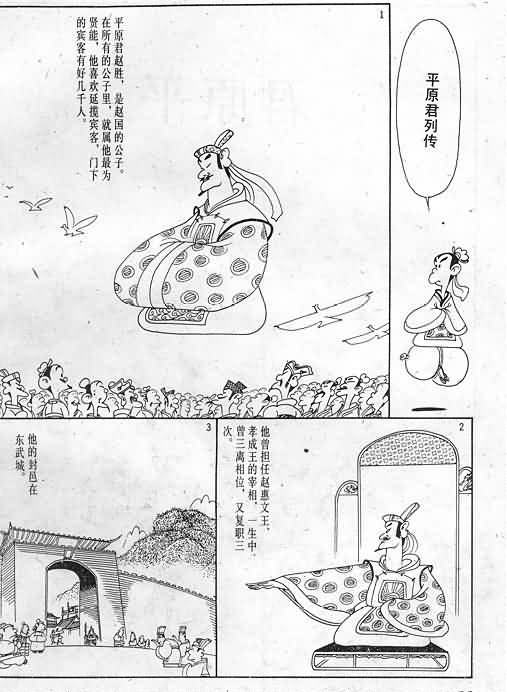 平原君列传
1
平原君赵胜，是赵国的公子。
在所有的公子里，就属他最为
贤能，他喜欢延揽宾客，门下
的宾客有好几千人。
2
他曾担任赵惠文王、
孝成王的宰相，一生中，
曾三离相位，又复职三
次。
3
他的封邑在
东武城。